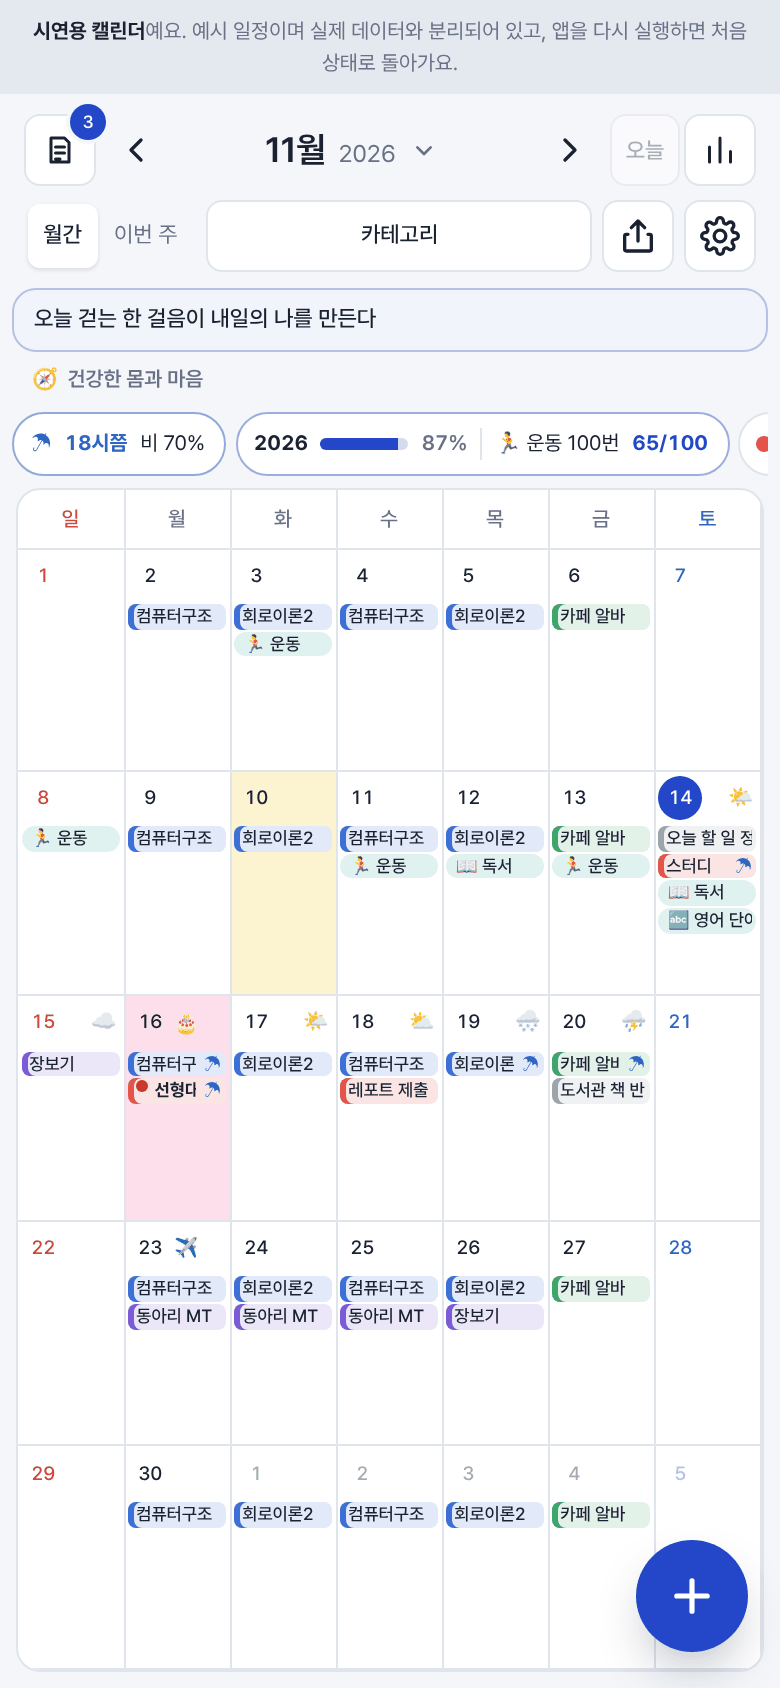 시연용 캘린더예요. 예시 일정이며 실제 데이터와 분리되어 있고, 앱을 다시 실행하면 처음
상태로 돌아가요.
3
11월 2026 오늘
월간 이번 주 카테고리
오늘 걷는 한 걸음이 내일의 나를 만든다
🧭 건강한 몸과 마음
18시쯤 비 70% 2026 87% 🏃 운동 100번 65/100
일 월 화 수 목 금 토
1 2 3 4 5 6 7
컴퓨터구조 회로이론2 컴퓨터구조 회로이론2 카페 알바
🏃 운동
8 9 10 11 12 13 14
🏃 운동 컴퓨터구조 회로이론2 컴퓨터구조 회로이론2 카페 알바 오늘 할 일 정
🏃 운동 📖 독서 🏃 운동 스터디
📖 독서
🔤 영어 단어
15 16 17 18 19 20 21
장보기 컴퓨터구 회로이론2 컴퓨터구조 회로이론 카페 알바
선형대 레포트 제출 도서관 책 반
22 23 24 25 26 27 28
컴퓨터구조 회로이론2 컴퓨터구조 회로이론2 카페 알바
동아리 MT 동아리 MT 동아리 MT 장보기
29 30 1 2 3 4 5
컴퓨터구조 회로이론2 컴퓨터구조 회로이론2 카페 알바